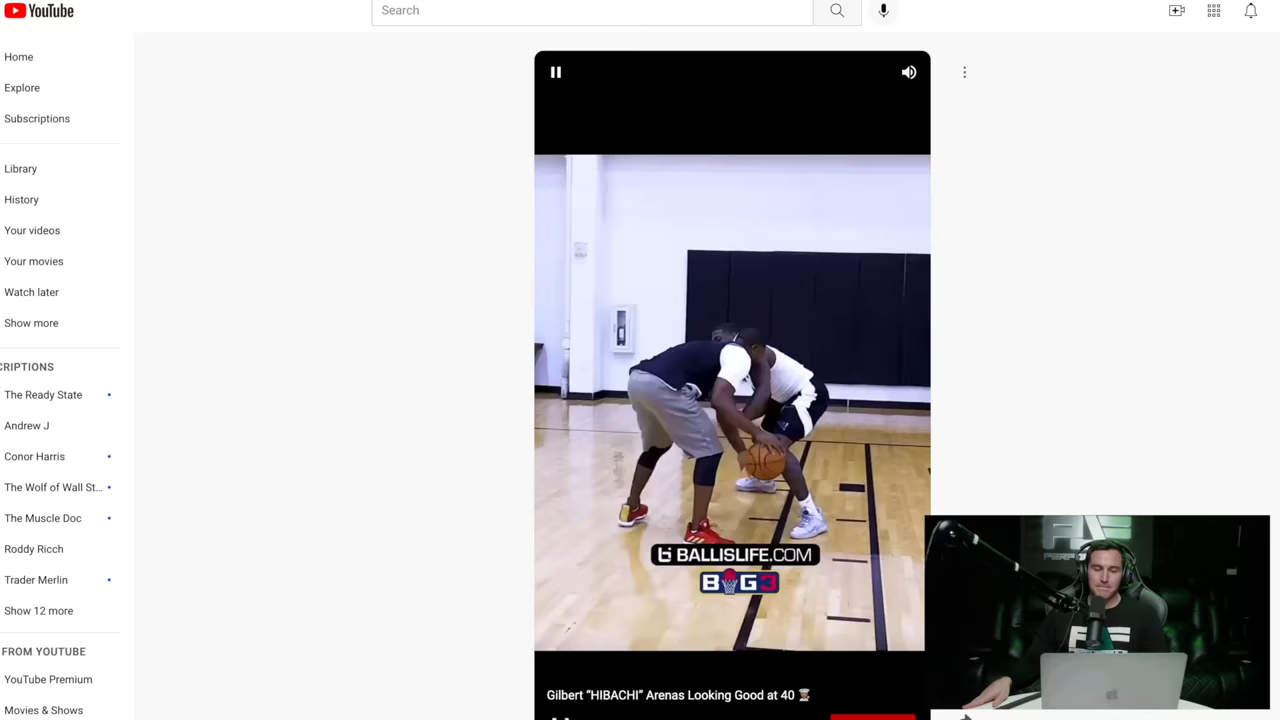 YouTube
Search
Home
Explore
Subscriptions
Library
History
Your videos
Your movies
Watch later
Show more
CRIPTIONS
The Ready State
Andrew J
Conor Harris
The Wolf of Wall St...
The Muscle Doc
Roddy Ricch
Trader Merlin
Show 12 more
FROM YOUTUBE
YouTube Premium
Movies & Shows
BALLISLIFE.COM
BIG3
Gilbert "HIBACHI" Arenas Looking Good at 40